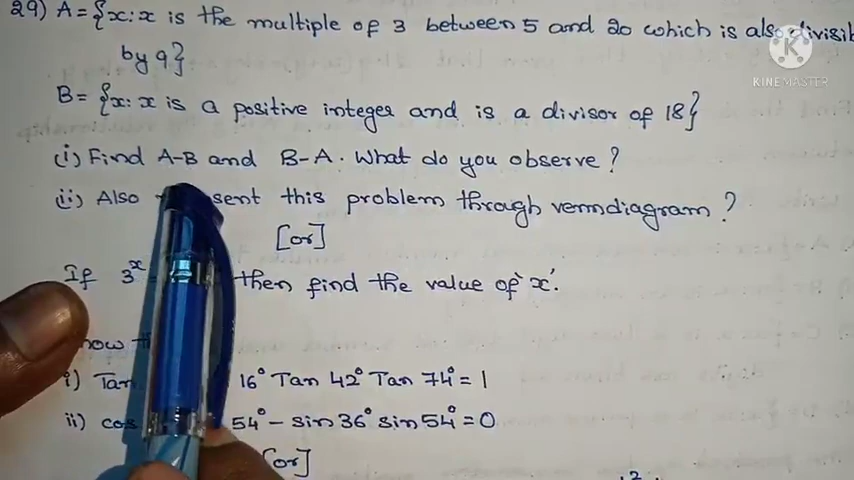 29) A = {x: x is the multiple of 3 between 5 and 20 which is also divisib
by 9}
KINEMASTER
B = {x: x is a positive integer and is a divisor of 18}
(i) Find A-B and B-A. What do you observe?
(ii) Also sent this problem through venndiagram?
[or]
If 3^x then find the value of 'x'.
how
i) Tan 16° Tan 42° Tan 74° = 1
ii) cos 54° - sin 36° sin 54° = 0
[or]